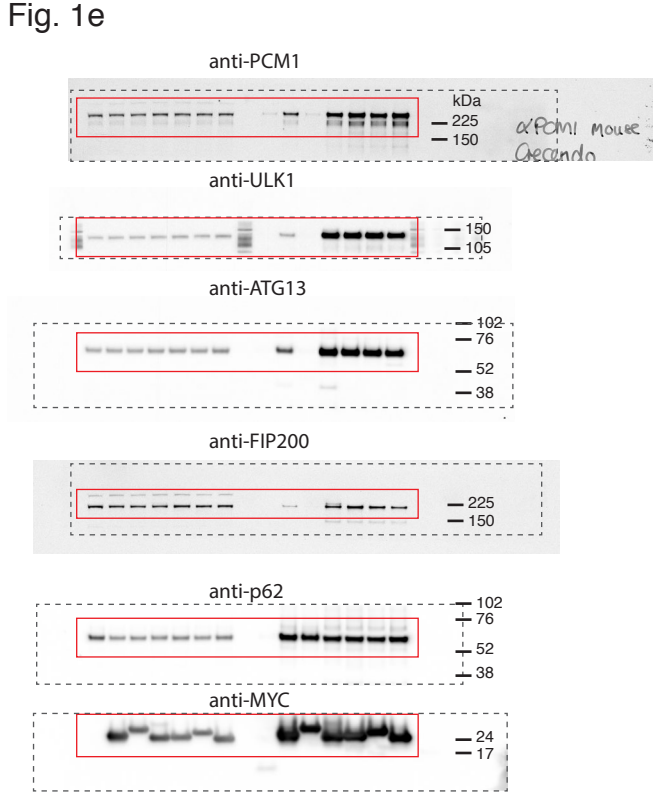 Fig. 1e
anti-PCM1
kDa
225
150
αPCM1 mouse
anti-ULK1
150
105
anti-ATG13
102
76
52
38
anti-FIP200
225
150
anti-p62
102
76
52
38
anti-MYC
24
17